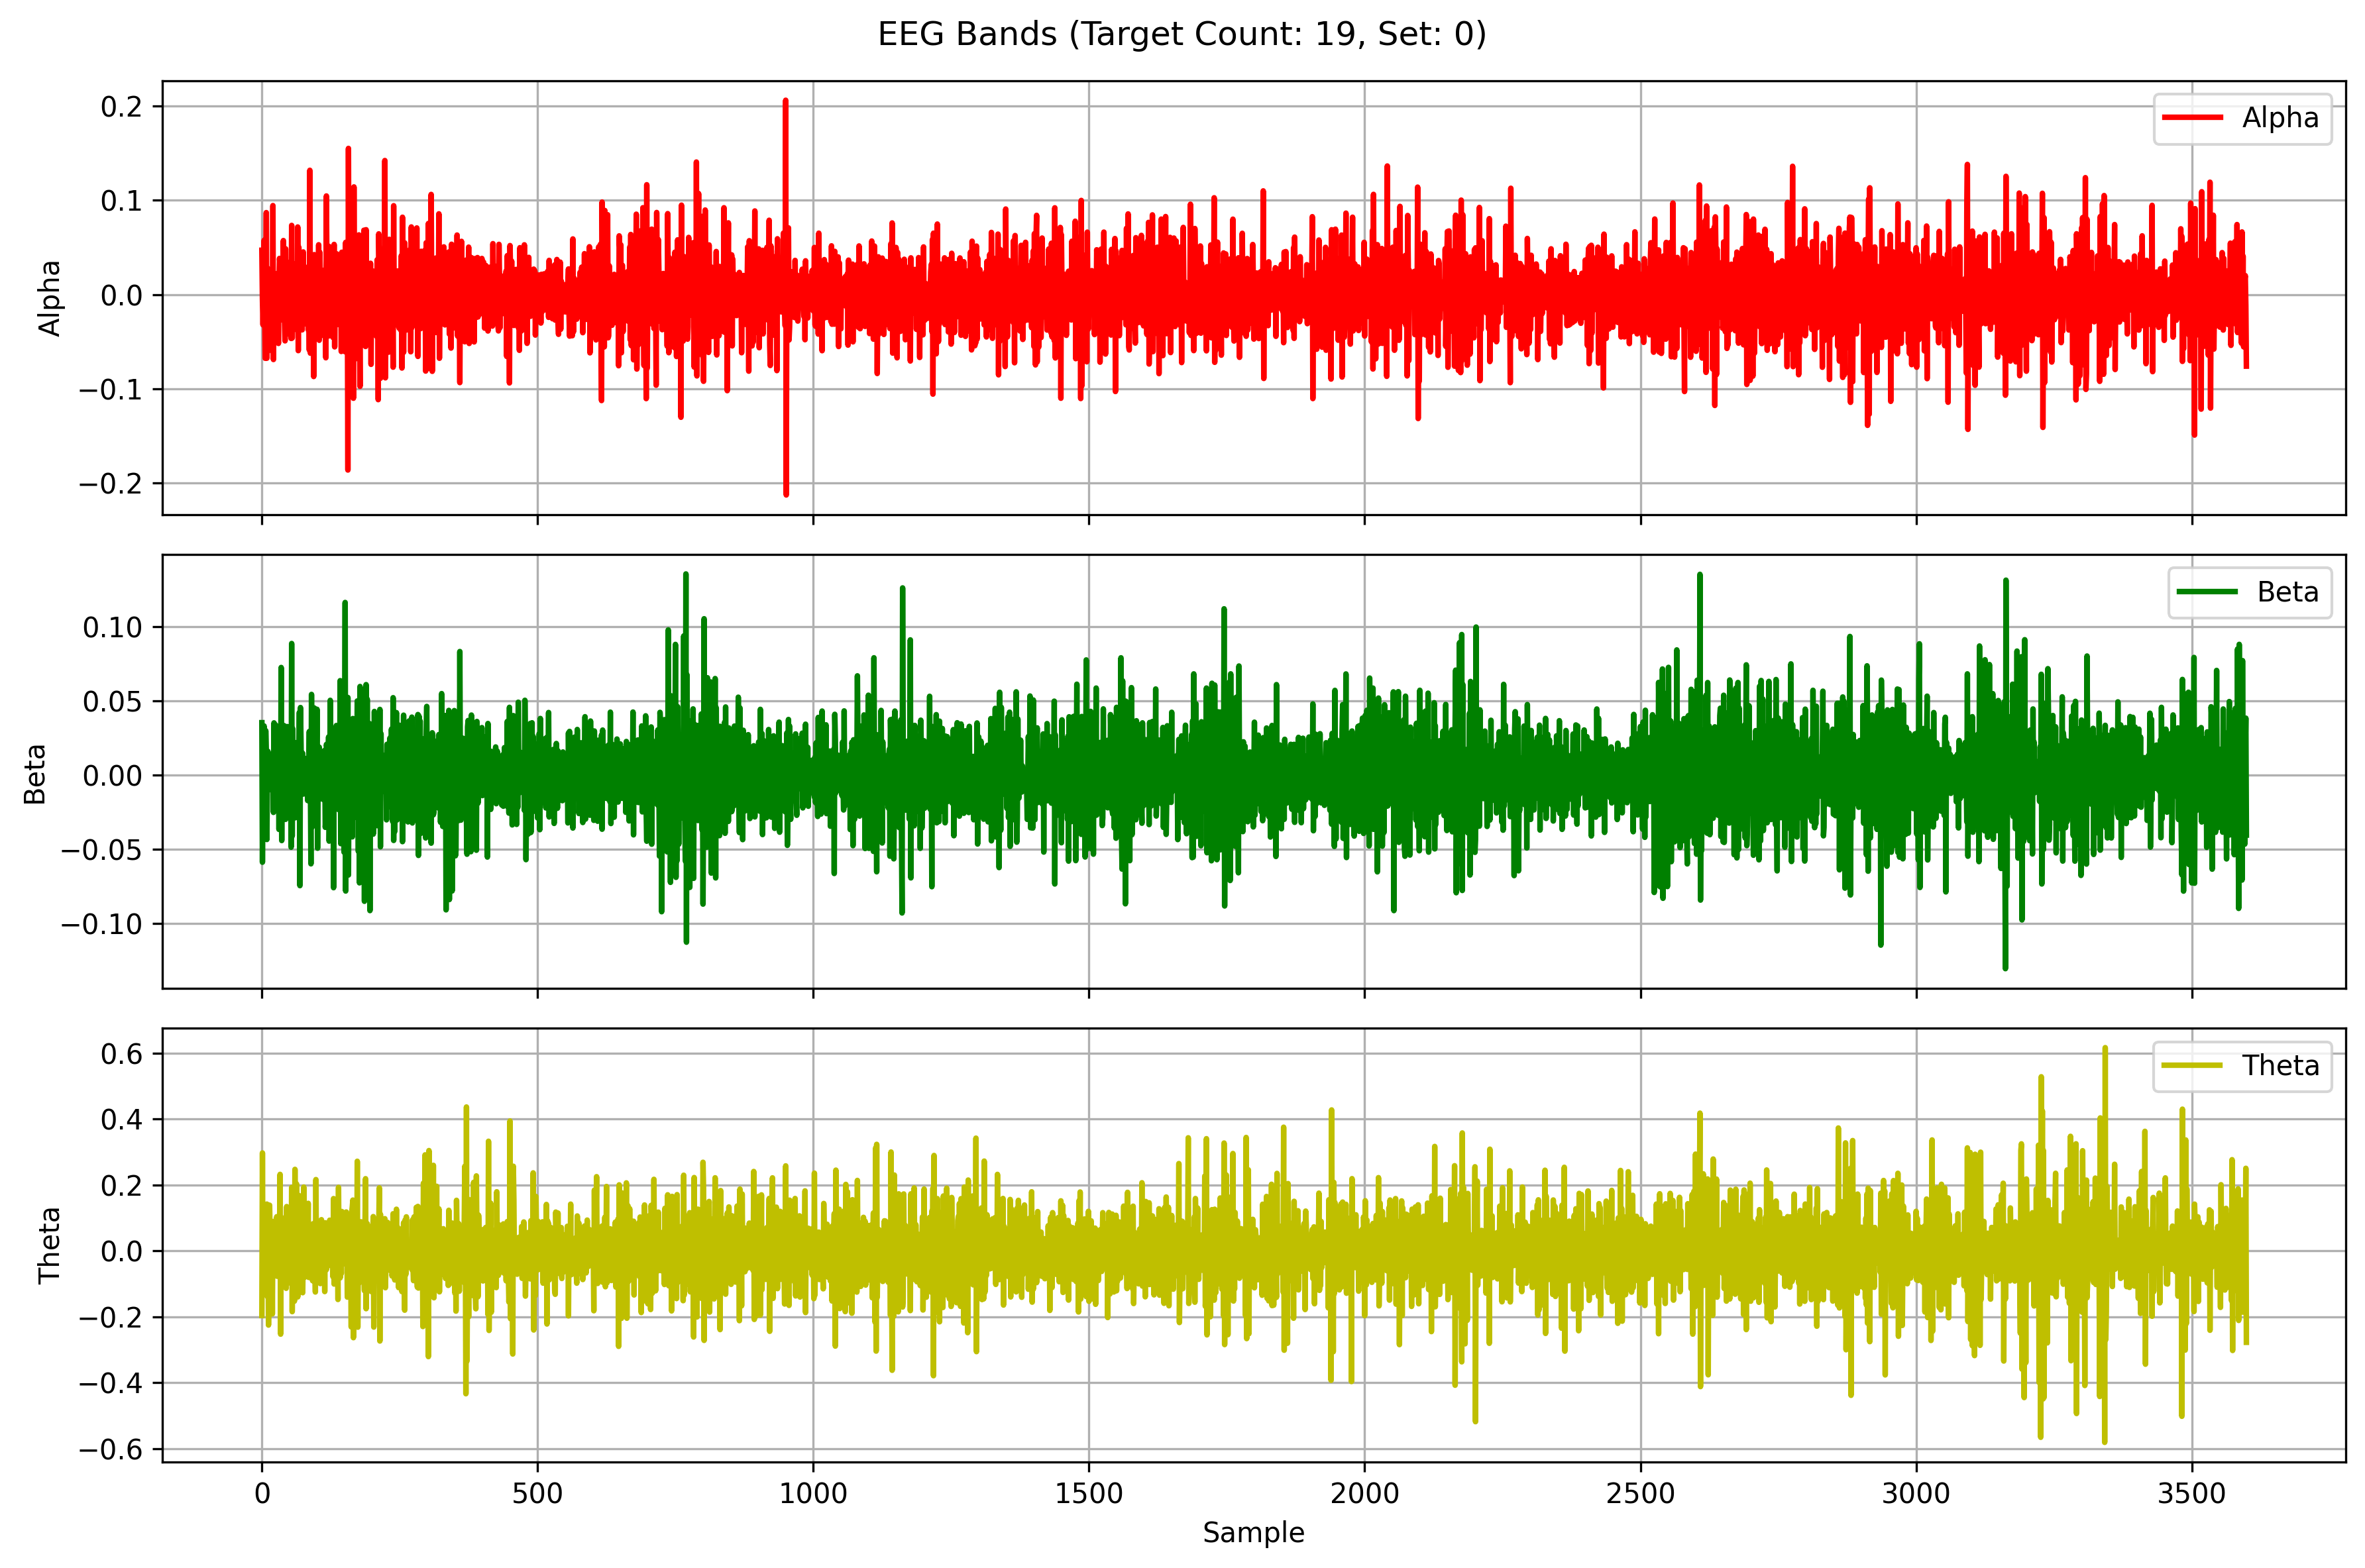 EEG Bands (Target Count: 19, Set: 0)
0.2
0.1
0.0
−0.1
−0.2
Alpha
Alpha
0.10
0.05
0.00
−0.05
−0.10
Beta
Beta
0.6
0.4
0.2
0.0
−0.2
−0.4
−0.6
Theta
Theta
0 500 1000 1500 2000 2500 3000 3500
Sample